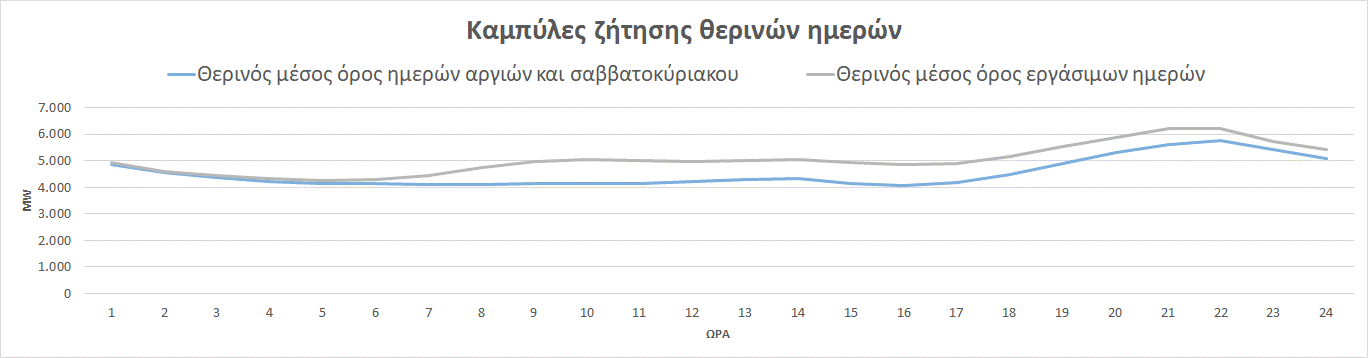 Καμπύλες ζήτησης θερινών ημερών
Θερινός μέσος όρος ημερών αργιών και σαββατοκύριακου Θερινός μέσος όρος εργάσιμων ημερών
7.000
6.000
5.000
4.000
3.000
2.000
1.000
0
MW
1 2 3 4 5 6 7 8 9 10 11 12 13 14 15 16 17 18 19 20 21 22 23 24
ΩΡΑ